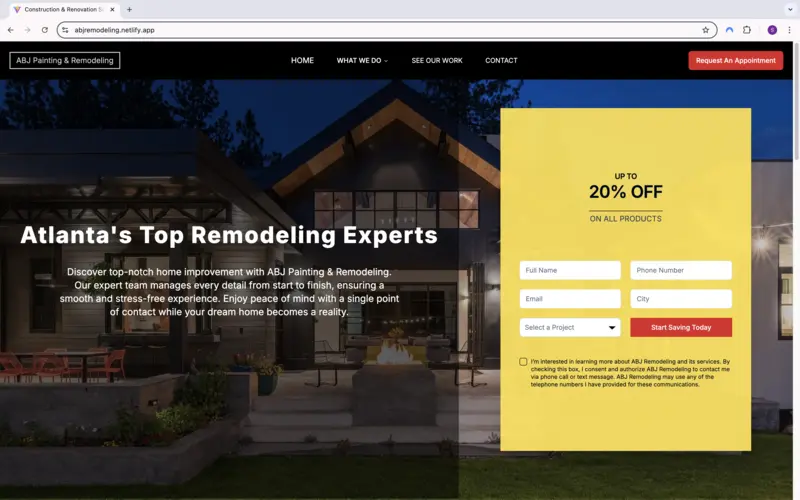 Construction & Renovation S
abjremodeling.netlify.app
S
ABJ Painting & Remodeling
HOME
WHAT WE DO
SEE OUR WORK
CONTACT
Request An Appointment
Atlanta's Top Remodeling Experts
Discover top-notch home improvement with ABJ Painting & Remodeling.
Our expert team manages every detail from start to finish, ensuring a
smooth and stress-free experience. Enjoy peace of mind with a single point
of contact while your dream home becomes a reality.
UP TO
20% OFF
ON ALL PRODUCTS
Full Name
Phone Number
Email
City
Select a Project
Start Saving Today
I'm interested in learning more about ABJ Remodeling and its services. By
checking this box, I consent and authorize ABJ Remodeling to contact me
via phone call or text message. ABJ Remodeling may use any of the
telephone numbers I have provided for these communications.